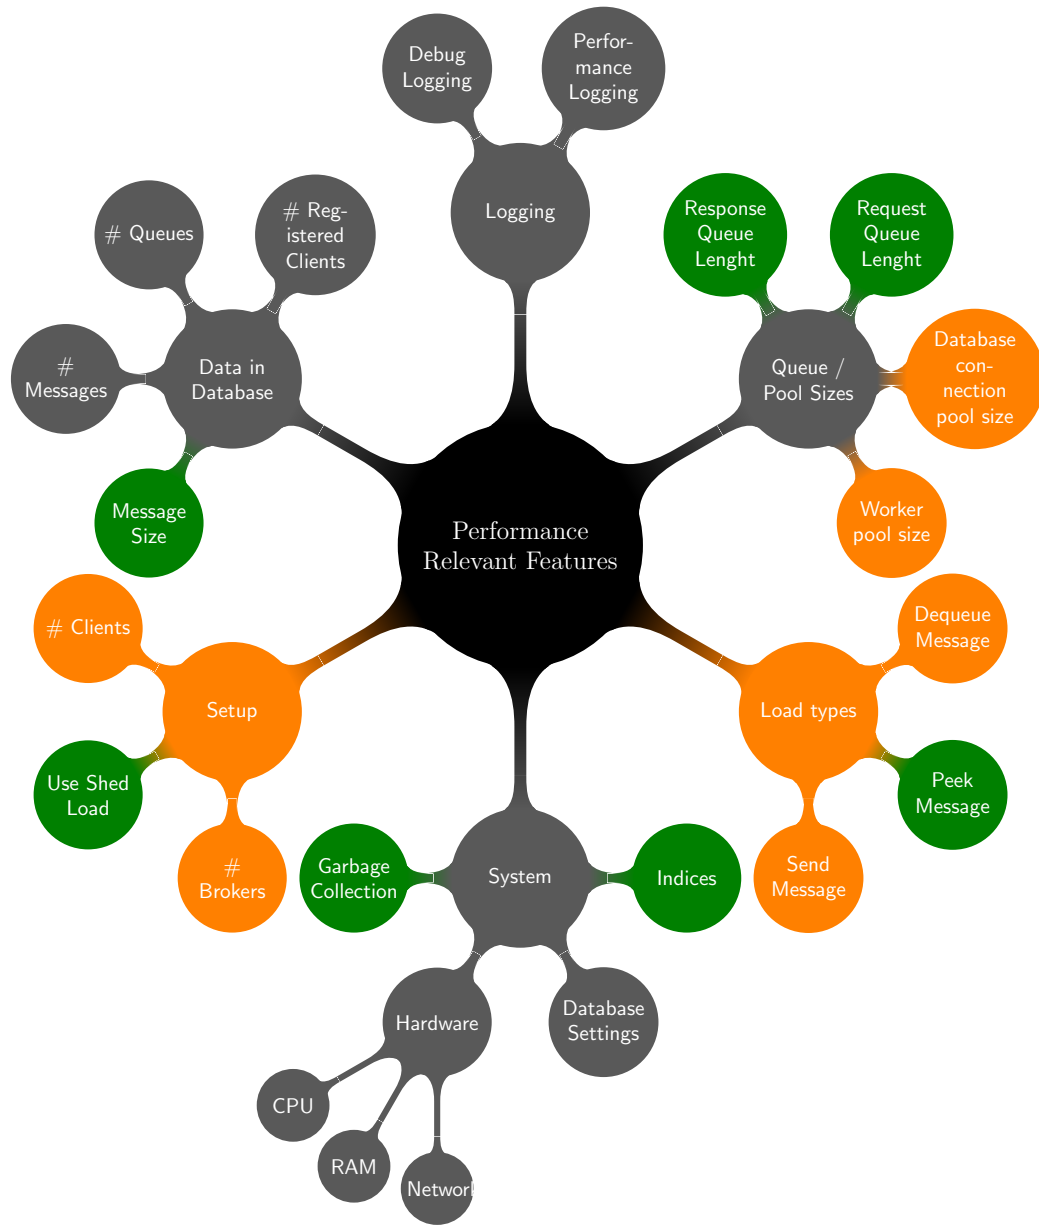 Debug
Logging
Perfor-
mance
Logging
Logging
# Queues
# Reg-
istered
Clients
#
Messages
Data in
Database
Message
Size
Response
Queue
Lenght
Request
Queue
Lenght
Queue /
Pool Sizes
Database
con-
nection
pool size
Worker
pool size
Performance
Relevant Features
# Clients
Setup
Use Shed
Load
#
Brokers
Dequeue
Message
Load types
Peek
Message
Send
Message
Garbage
Collection
System
Indices
Hardware
Database
Settings
CPU
RAM
Network